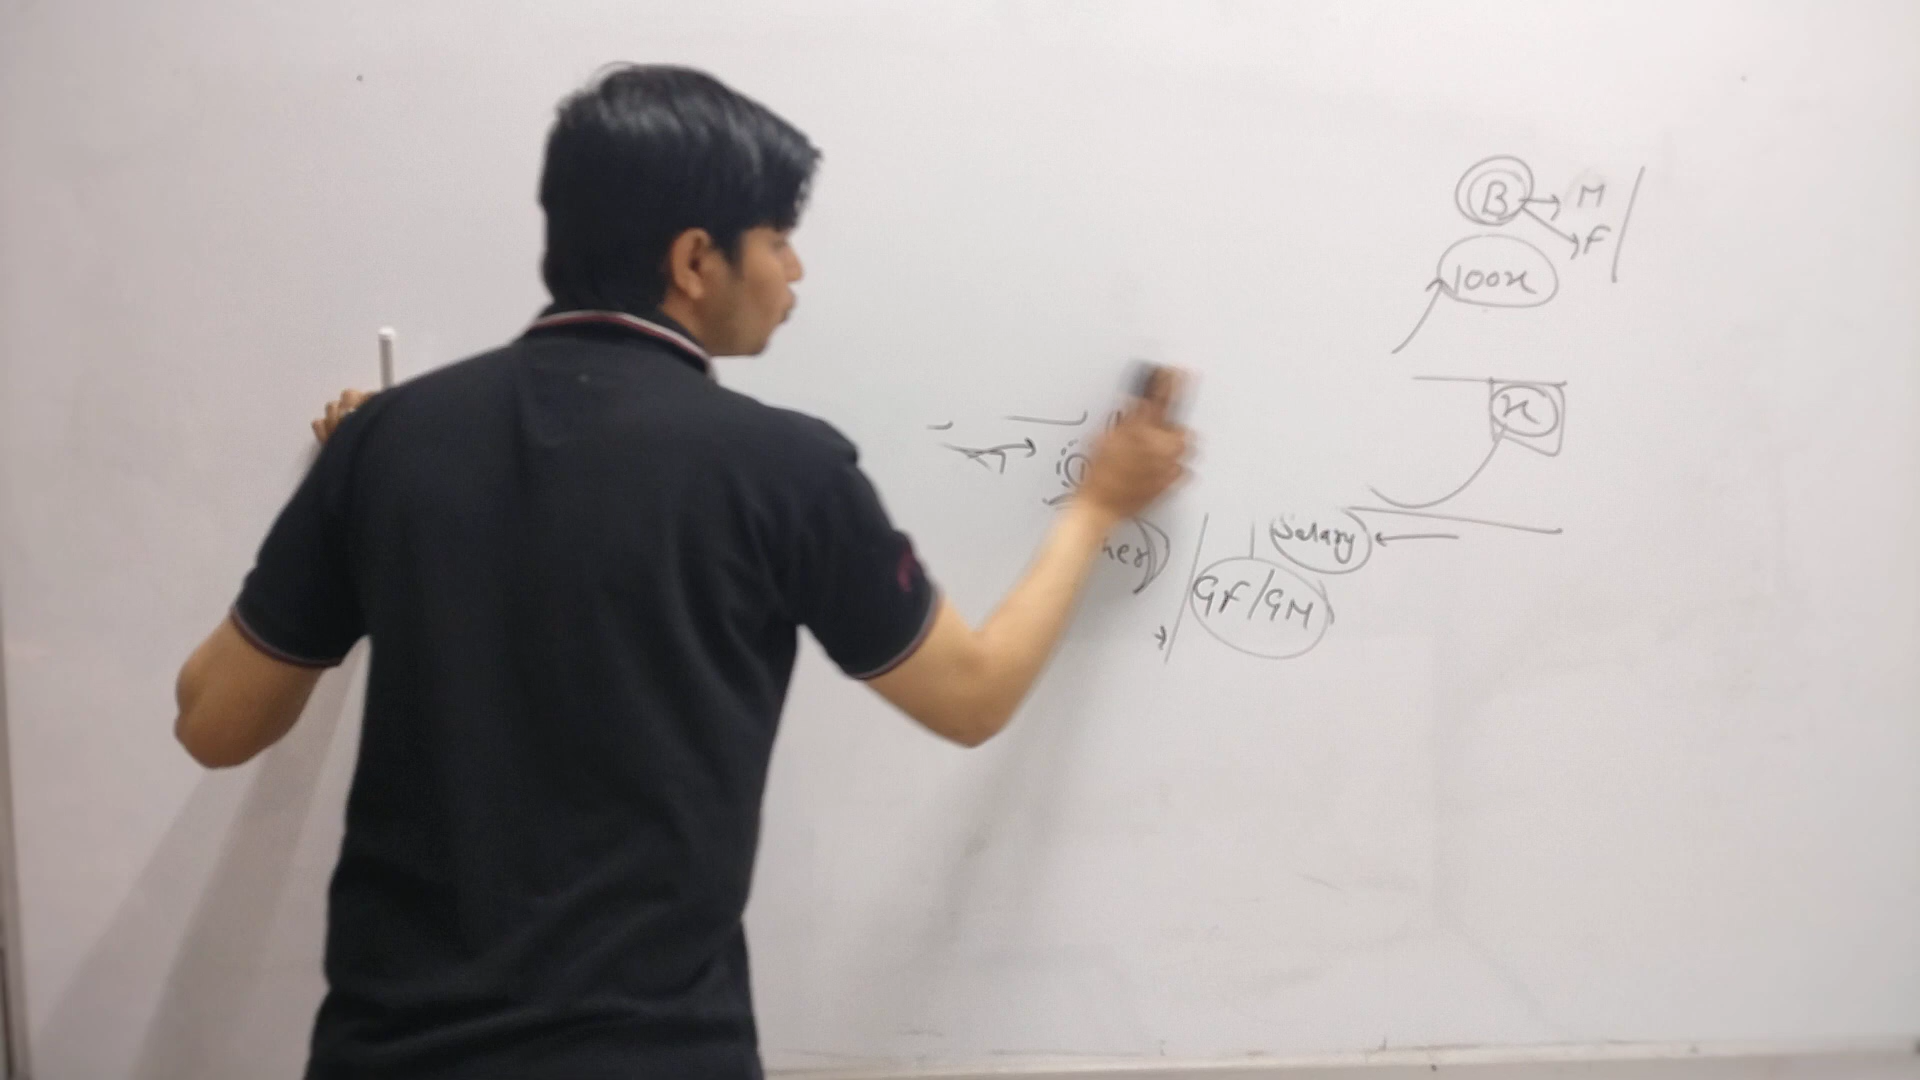 B → M
→ F
100x
x
Salary ←
GF/GM